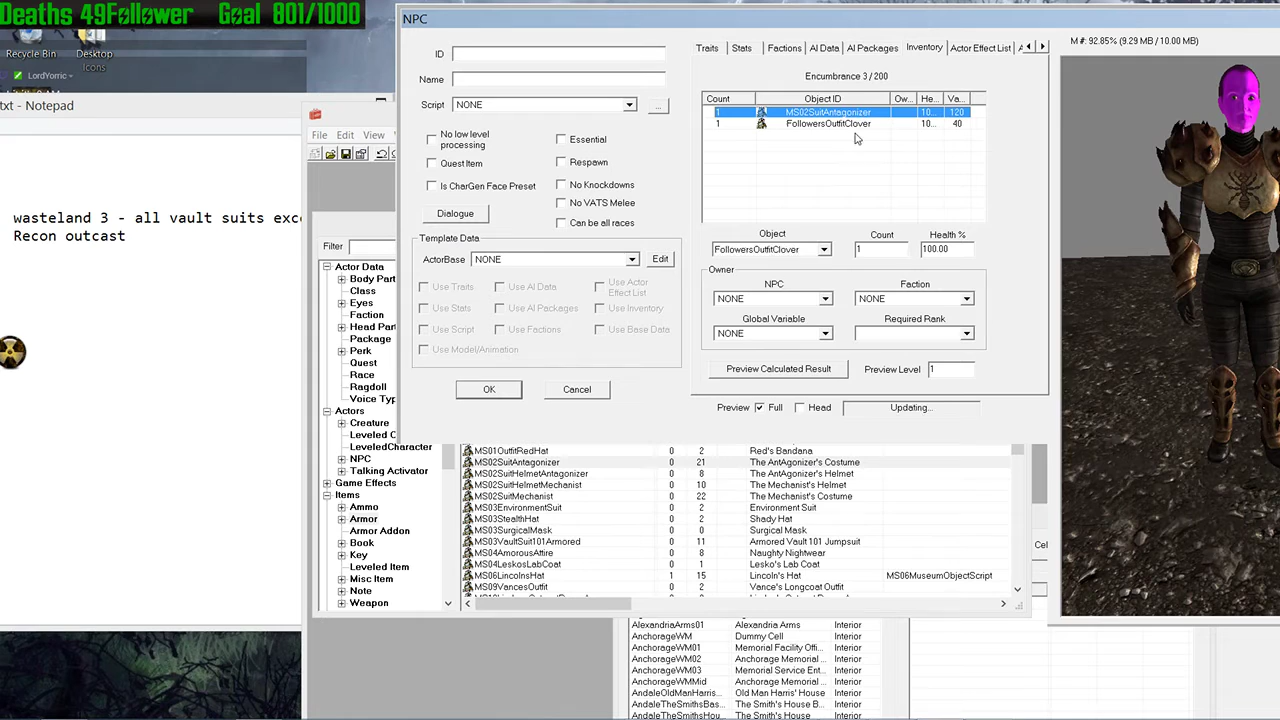 Deaths 49Follower Goal 801/1000
NPC
M #: 92.85% (9.29 MB / 10.00 MB)
Recycle Bin
Desktop
Icons
LordYorric
txt - Notepad
wasteland 3 - all vault suits exc
Recon outcast
File Edit View
Filter
Actor Data
Body Part
Class
Eyes
Faction
Head Part
Package
Perk
Quest
Race
Ragdoll
Voice Typ
Actors
Creature
Leveled C
LeveledCharacter
NPC
Talking Activator
Game Effects
Items
Ammo
Armor
Armor Addon
Book
Key
Leveled Item
Misc Item
Note
Weapon
ID
Name
Script NONE ...
No low level
processing
Essential
Quest Item
Respawn
Is CharGen Face Preset
No Knockdowns
No VATS Melee
Dialogue
Can be all races
Template Data
ActorBase NONE Edit
Use Traits Use AI Data Use Actor
Effect List
Use Stats Use AI Packages Use Inventory
Use Script Use Factions Use Base Data
Use Model/Animation
OK Cancel
Traits Stats Factions AI Data AI Packages Inventory Actor Effect List
Encumbrance 3 / 200
Count Object ID Ow... He... Va...
1 MS02SuitAntagonizer 10... 120
1 FollowersOutfitClover 10... 40
Object Count Health %
FollowersOutfitClover 1 100.00
Owner
NPC Faction
NONE NONE
Global Variable Required Rank
NONE
Preview Calculated Result Preview Level 1
Preview Full Head Updating...
MS01OutfitRedHat 0 2 Red's Bandana
MS02SuitAntagonizer 0 21 The AntAgonizer's Costume
MS02SuitHelmetAntagonizer 0 8 The AntAgonizer's Helmet
MS02SuitHelmetMechanist 0 10 The Mechanist's Helmet
MS02SuitMechanist 0 22 The Mechanist's Costume
MS03EnvironmentSuit 0 2 Environment Suit
MS03StealthHat 0 2 Shady Hat
MS03SurgicalMask 0 0 Surgical Mask
MS03VaultSuit101Armored 0 11 Armored Vault 101 Jumpsuit
MS04AmorousAttire 0 8 Naughty Nightwear
MS04LeskosLabCoat 0 1 Lesko's Lab Coat
MS06LincolnsHat 1 15 Lincoln's Hat MS06MuseumObjectScript
MS09VancesOutfit 0 2 Vance's Longcoat Outfit
Cel
AlexandriaArms01 Alexandria Arms Interior
AnchorageWM Dummy Cell Interior
AnchorageWM01 Memorial Facility Offi... Interior
AnchorageWM02 Anchorage Memorial ... Interior
AnchorageWM03 Memorial Service Ent... Interior
AnchorageWMMid Anchorage Memorial ... Interior
AndaleOldManHarris... Old Man Harris' House Interior
AndaleTheSmithsBas... The Smith's House B... Interior
AndaleTheSmithsHou... The Smith's House Interior